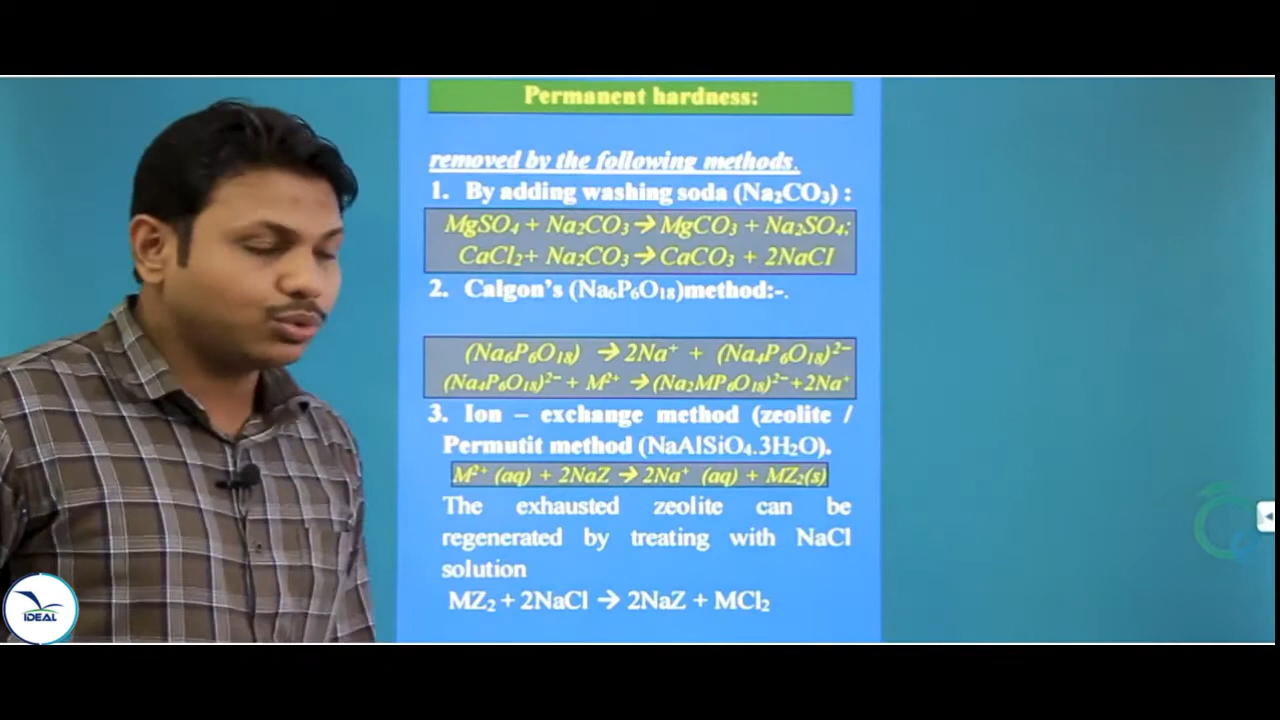 Permanent hardness:
removed by the following methods.
1. By adding washing soda (Na₂CO₃) :
MgSO₄ + Na₂CO₃→MgCO₃ + Na₂SO₄;
CaCl₂+ Na₂CO₃→CaCO₃ + 2NaCl
2. Calgon's (Na₆P₆O₁₈)method:-.
(Na₆P₆O₁₈) →2Na⁺ + (Na₄P₆O₁₈)²⁻
(Na₄P₆O₁₈)²⁻ + M²⁺ →(Na₂MP₆O₁₈)²⁻+2Na⁺
3. Ion – exchange method (zeolite /
Permutit method (NaAlSiO₄.3H₂O).
M²⁺ (aq) + 2NaZ → 2Na⁺ (aq) + MZ₂(s)
The exhausted zeolite can be
regenerated by treating with NaCl
solution
MZ₂ + 2NaCl → 2NaZ + MCl₂
IDEAL